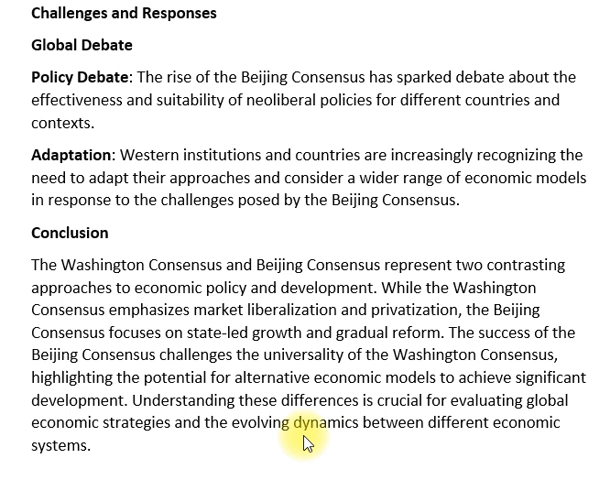 Challenges and Responses
Global Debate
Policy Debate: The rise of the Beijing Consensus has sparked debate about the
effectiveness and suitability of neoliberal policies for different countries and
contexts.
Adaptation: Western institutions and countries are increasingly recognizing the
need to adapt their approaches and consider a wider range of economic models
in response to the challenges posed by the Beijing Consensus.
Conclusion
The Washington Consensus and Beijing Consensus represent two contrasting
approaches to economic policy and development. While the Washington
Consensus emphasizes market liberalization and privatization, the Beijing
Consensus focuses on state-led growth and gradual reform. The success of the
Beijing Consensus challenges the universality of the Washington Consensus,
highlighting the potential for alternative economic models to achieve significant
development. Understanding these differences is crucial for evaluating global
economic strategies and the evolving dynamics between different economic
systems.